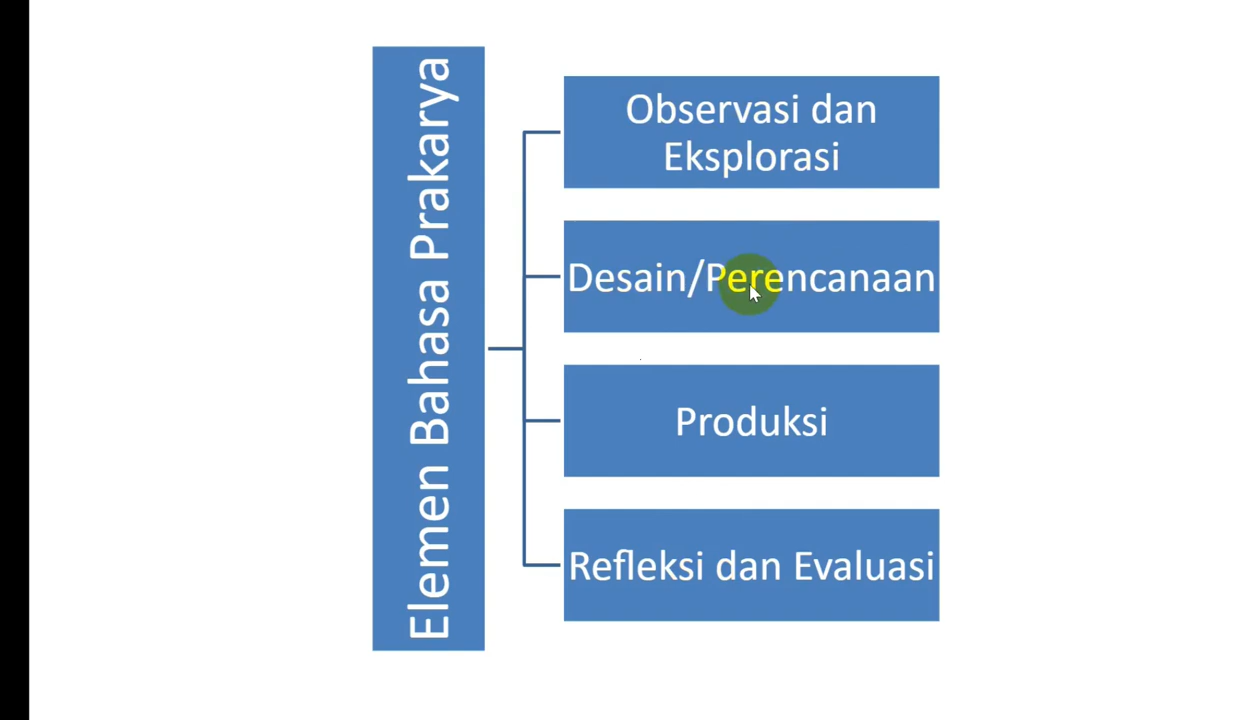 Elemen Bahasa Prakarya
Observasi dan
Eksplorasi
Desain/Perencanaan
Produksi
Refleksi dan Evaluasi